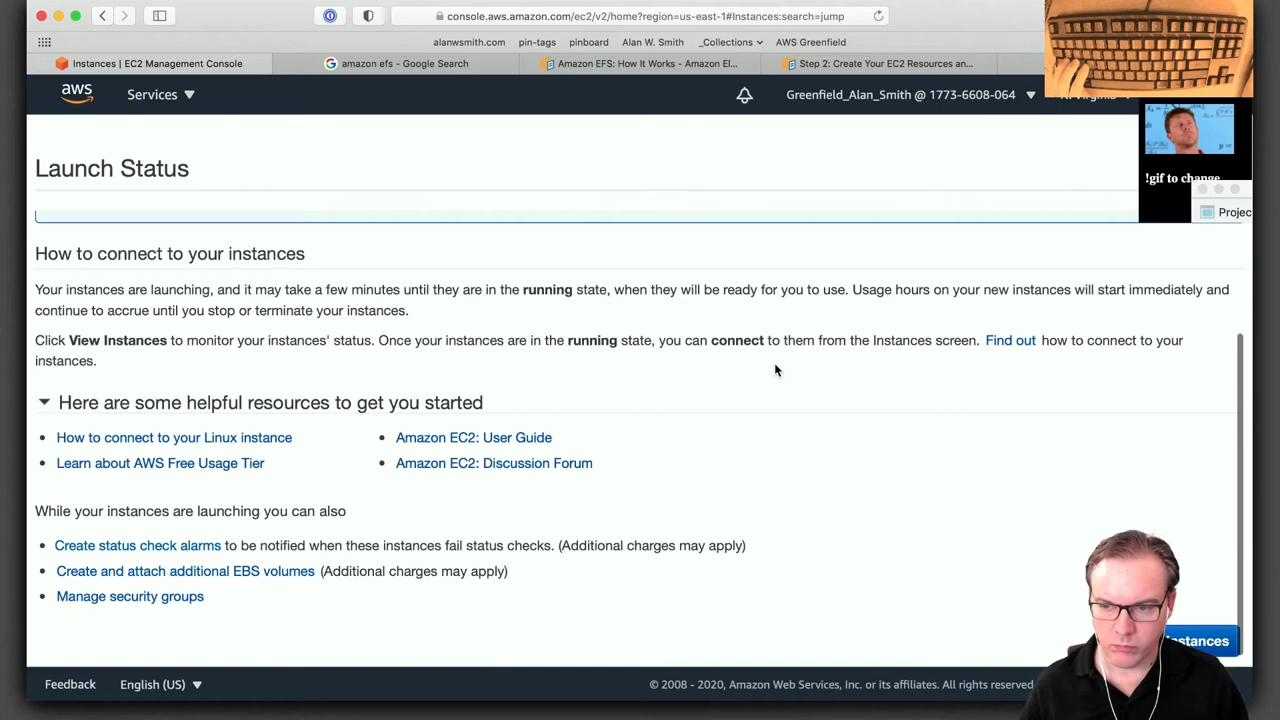 console.aws.amazon.com/ec2/v2/home?region=us-east-1#Instances:search=jump
alanwsmith.com pin-tags pinboard Alan W. Smith _Collections AWS Greenfield
Instances | EC2 Management Console amazon efs - Google Search Amazon EFS: How It Works - Amazon El... Step 2: Create Your EC2 Resources an...
aws Services Greenfield_Alan_Smith @ 1773-6608-064
!gif to change
Projec
Launch Status
How to connect to your instances
Your instances are launching, and it may take a few minutes until they are in the running state, when they will be ready for you to use. Usage hours on your new instances will start immediately and
continue to accrue until you stop or terminate your instances.
Click View Instances to monitor your instances' status. Once your instances are in the running state, you can connect to them from the Instances screen. Find out how to connect to your
instances.
Here are some helpful resources to get you started
How to connect to your Linux instance
Learn about AWS Free Usage Tier
Amazon EC2: User Guide
Amazon EC2: Discussion Forum
While your instances are launching you can also
Create status check alarms to be notified when these instances fail status checks. (Additional charges may apply)
Create and attach additional EBS volumes (Additional charges may apply)
Manage security groups
stances
Feedback English (US) © 2008 - 2020, Amazon Web Services, Inc. or its affiliates. All rights reserved